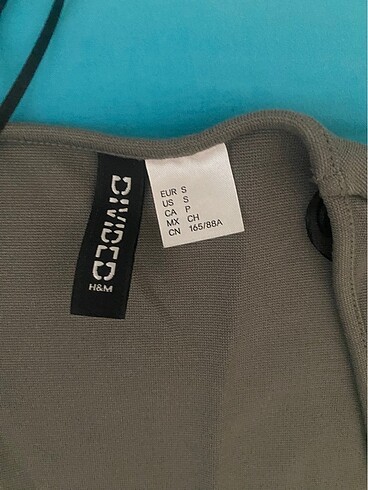 DIVIDED
H&M
EUR S
US S
CA P
MX CH
CN 165/88A